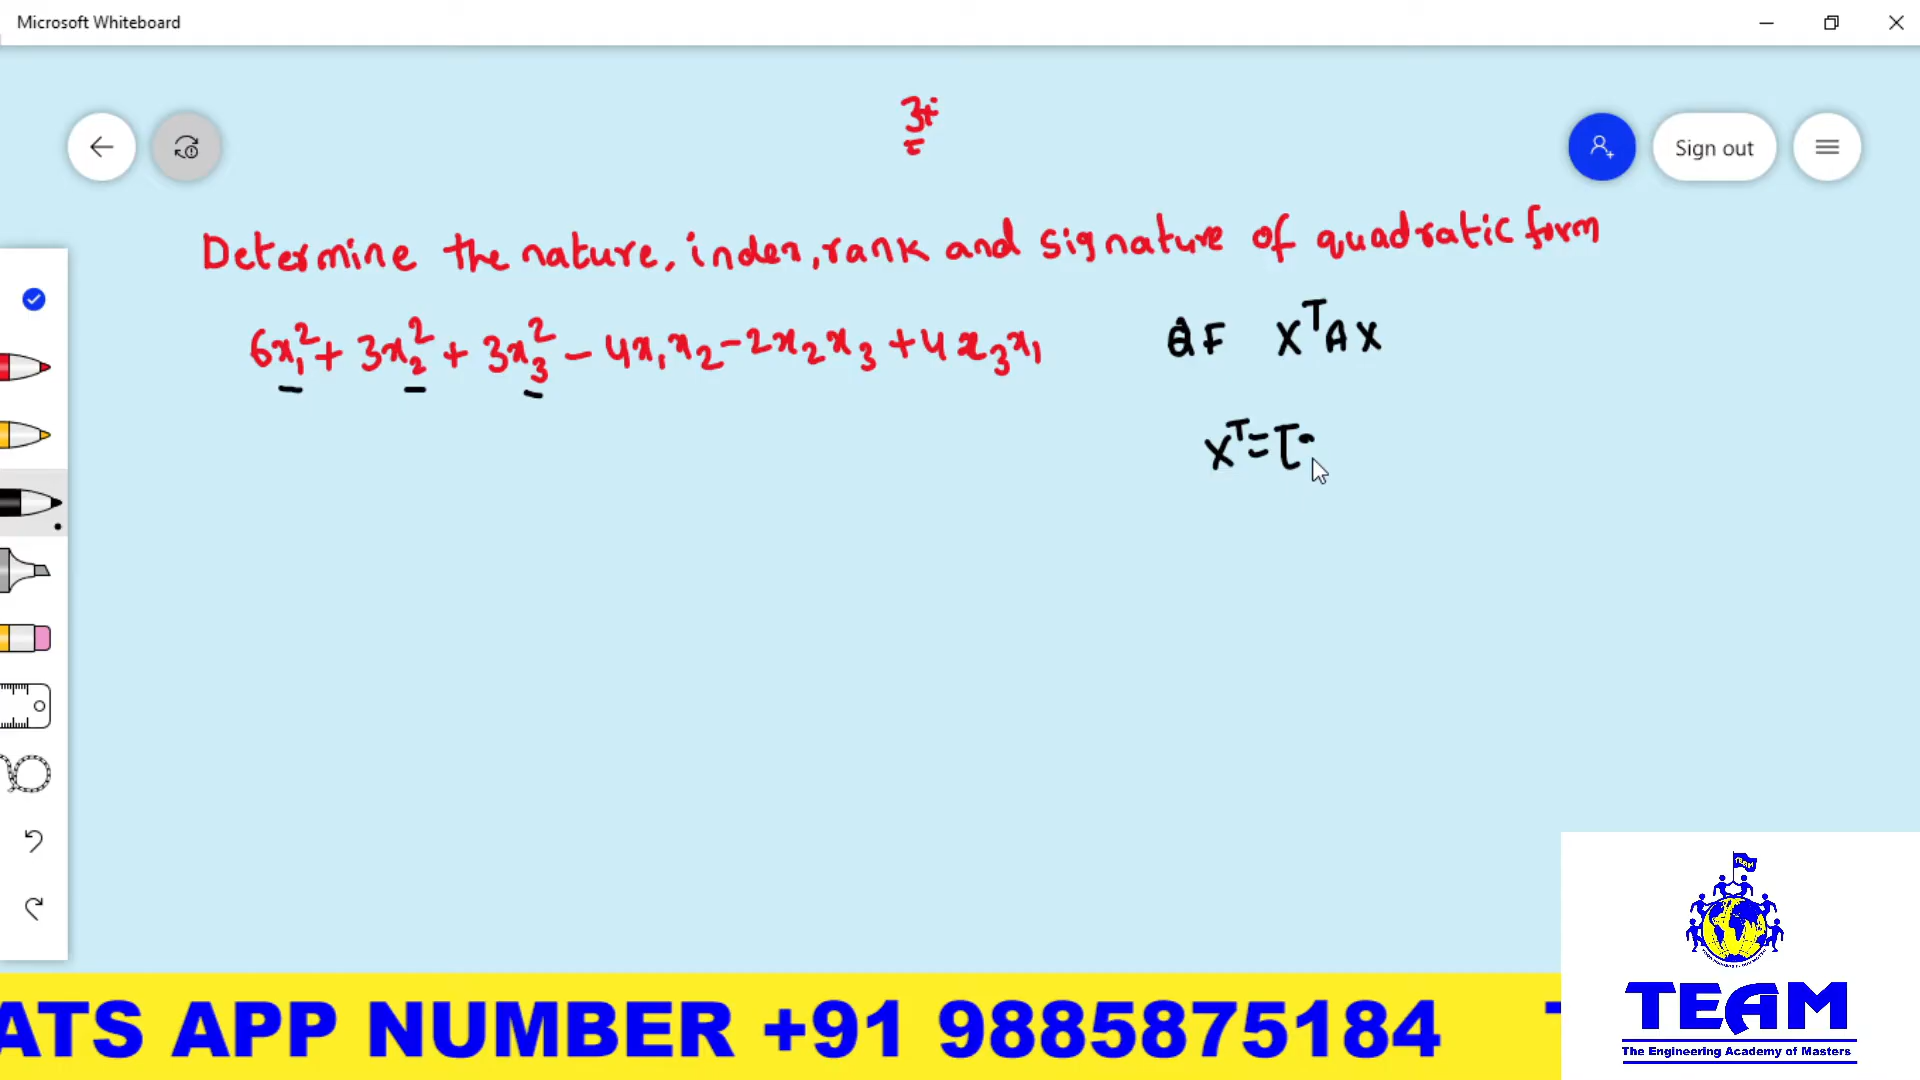 Microsoft Whiteboard
Sign out
Determine the nature, index, rank and signature of quadratic form
6x₁² + 3x₂² + 3x₃² - 4x₁x₂ - 2x₂x₃ + 4x₃x₁
QF XᵀAX
Xᵀ = [
TEAM
TEAM
The Engineering Academy of Masters
ATS APP NUMBER +91 9885875184